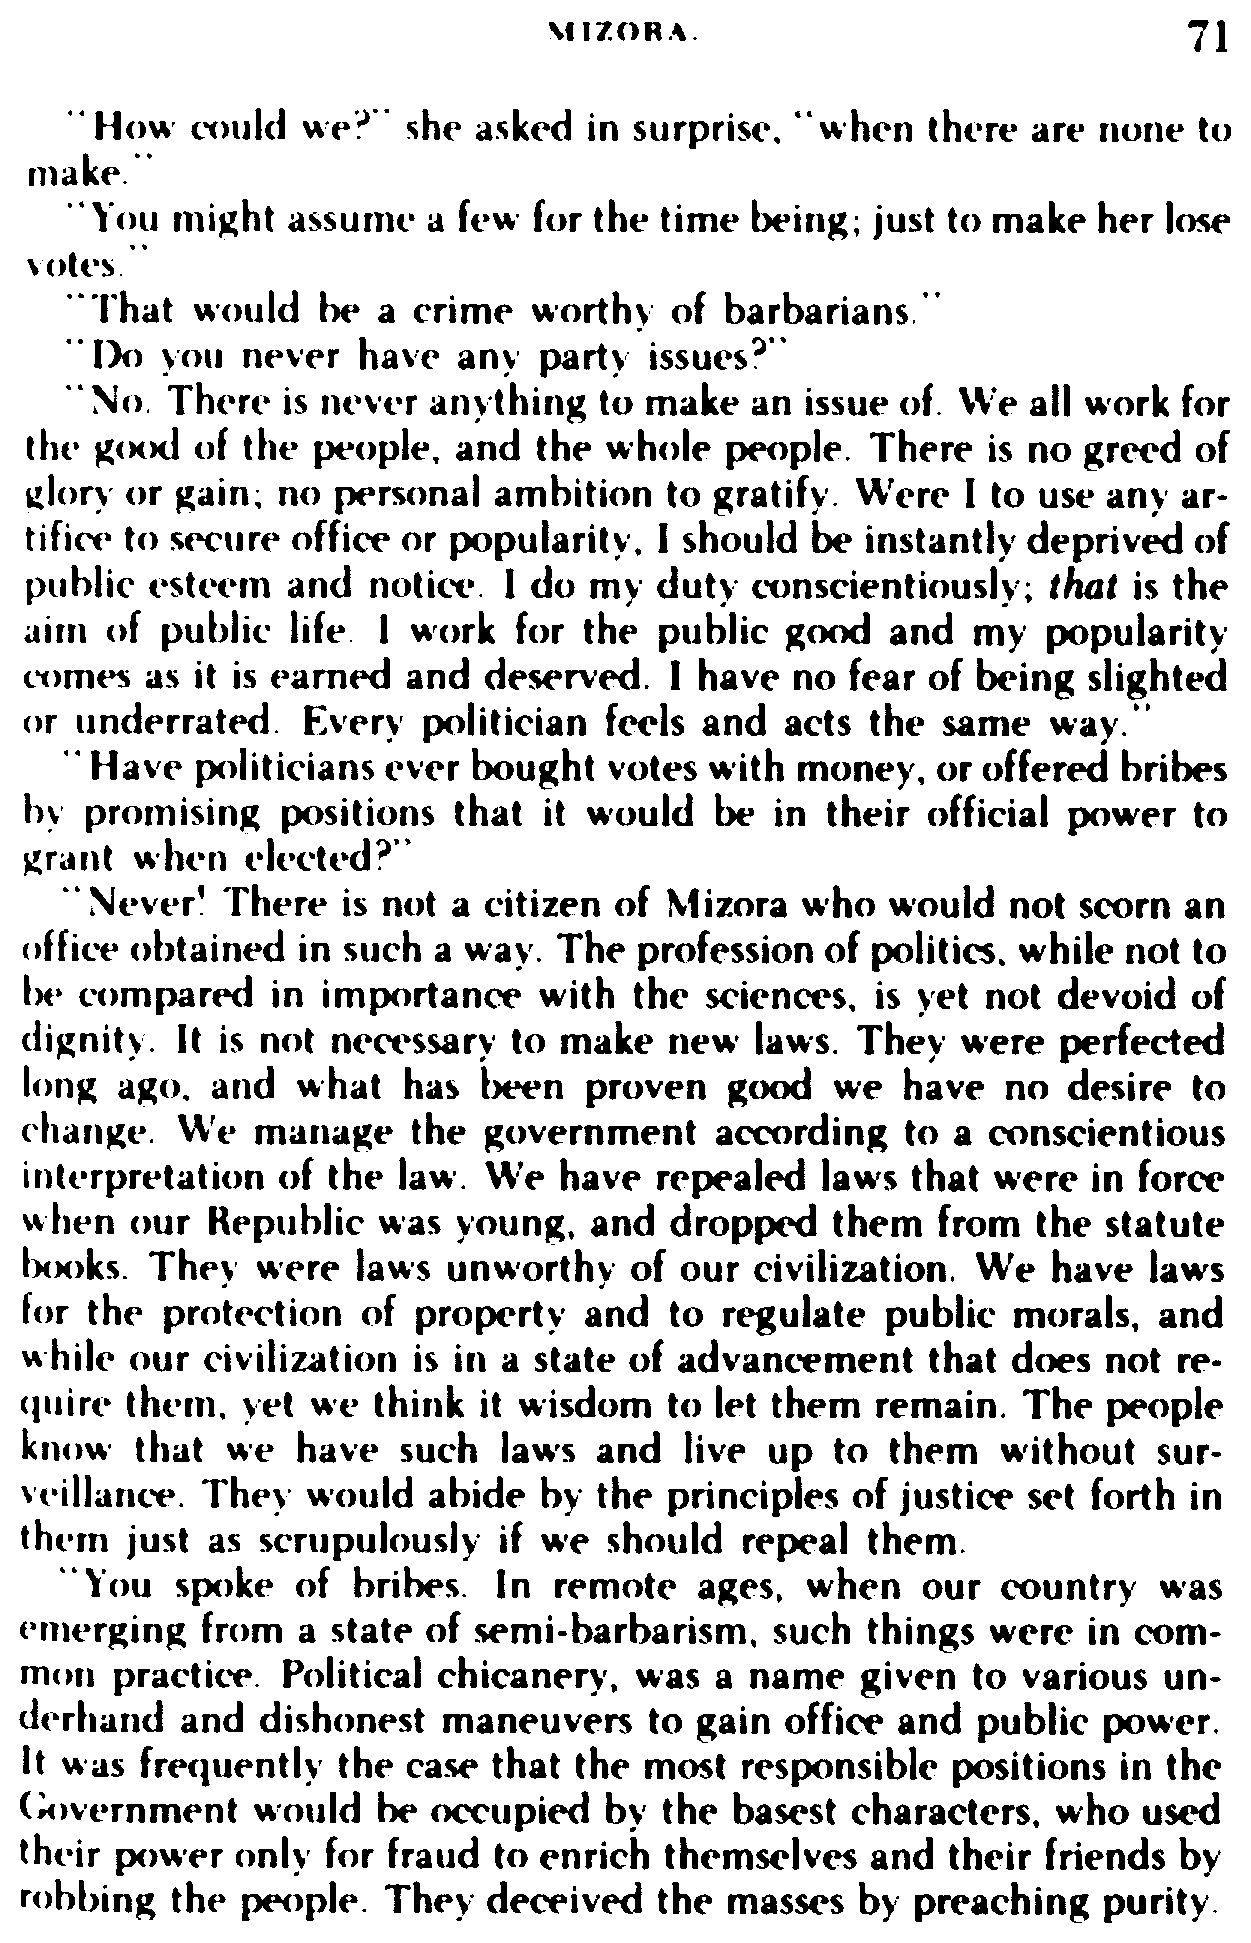 MIZORA.
71
"How could we?" she asked in surprise, "when there are none to
make."
"You might assume a few for the time being; just to make her lose
votes."
"That would be a crime worthy of barbarians."
"Do you never have any party issues?"
"No. There is never anything to make an issue of. We all work for
the good of the people, and the whole people. There is no greed of
glory or gain; no personal ambition to gratify. Were I to use any ar-
tifice to secure office or popularity, I should be instantly deprived of
public esteem and notice. I do my duty conscientiously; that is the
aim of public life. I work for the public good and my popularity
comes as it is earned and deserved. I have no fear of being slighted
or underrated. Every politician feels and acts the same way."
"Have politicians ever bought votes with money, or offered bribes
by promising positions that it would be in their official power to
grant when elected?"
"Never! There is not a citizen of Mizora who would not scorn an
office obtained in such a way. The profession of politics, while not to
be compared in importance with the sciences, is yet not devoid of
dignity. It is not necessary to make new laws. They were perfected
long ago, and what has been proven good we have no desire to
change. We manage the government according to a conscientious
interpretation of the law. We have repealed laws that were in force
when our Republic was young, and dropped them from the statute
books. They were laws unworthy of our civilization. We have laws
for the protection of property and to regulate public morals, and
while our civilization is in a state of advancement that does not re-
quire them, yet we think it wisdom to let them remain. The people
know that we have such laws and live up to them without sur-
veillance. They would abide by the principles of justice set forth in
them just as scrupulously if we should repeal them.
"You spoke of bribes. In remote ages, when our country was
emerging from a state of semi-barbarism, such things were in com-
mon practice. Political chicanery, was a name given to various un-
derhand and dishonest maneuvers to gain office and public power.
It was frequently the case that the most responsible positions in the
Government would be occupied by the basest characters, who used
their power only for fraud to enrich themselves and their friends by
robbing the people. They deceived the masses by preaching purity.